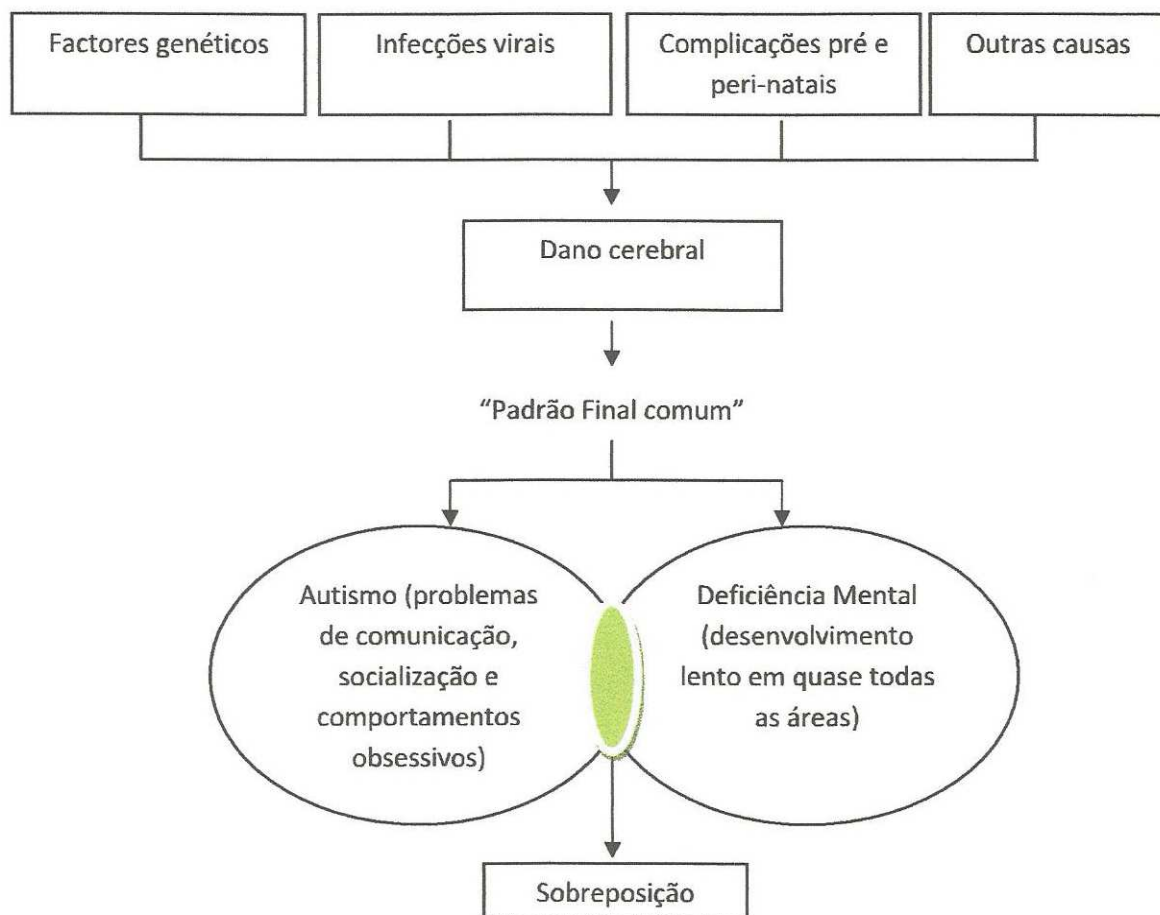 Factores genéticos
Infecções virais
Complicações pré e
peri-natais
Outras causas
Dano cerebral
“Padrão Final comum”
Autismo (problemas
de comunicação,
socialização e
comportamentos
obsessivos)
Deficiência Mental
(desenvolvimento
lento em quase todas
as áreas)
Sobreposição